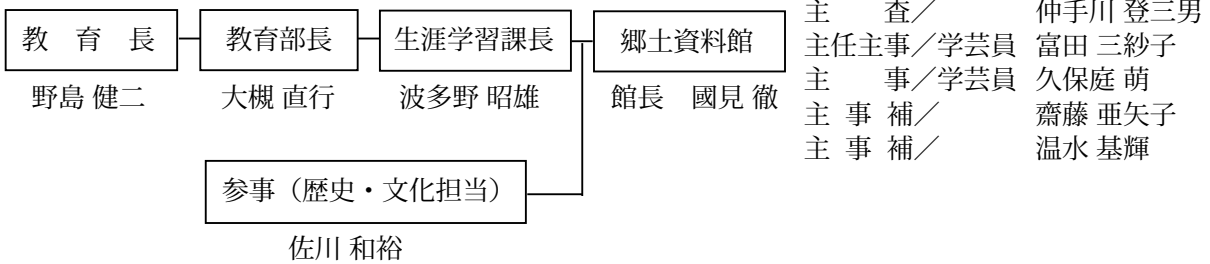 教　育　長
教育部長
生涯学習課長
郷土資料館
野島 健二
大槻 直行
波多野 昭雄
館長　國見 徹
主　　査／　　　仲手川 登三男
主任主事／学芸員　富田 三紗子
主　　事／学芸員　久保庭 萌
主 事 補／　　　齋藤 亜矢子
主 事 補／　　　温水 基輝
参事（歴史・文化担当）
佐川 和裕